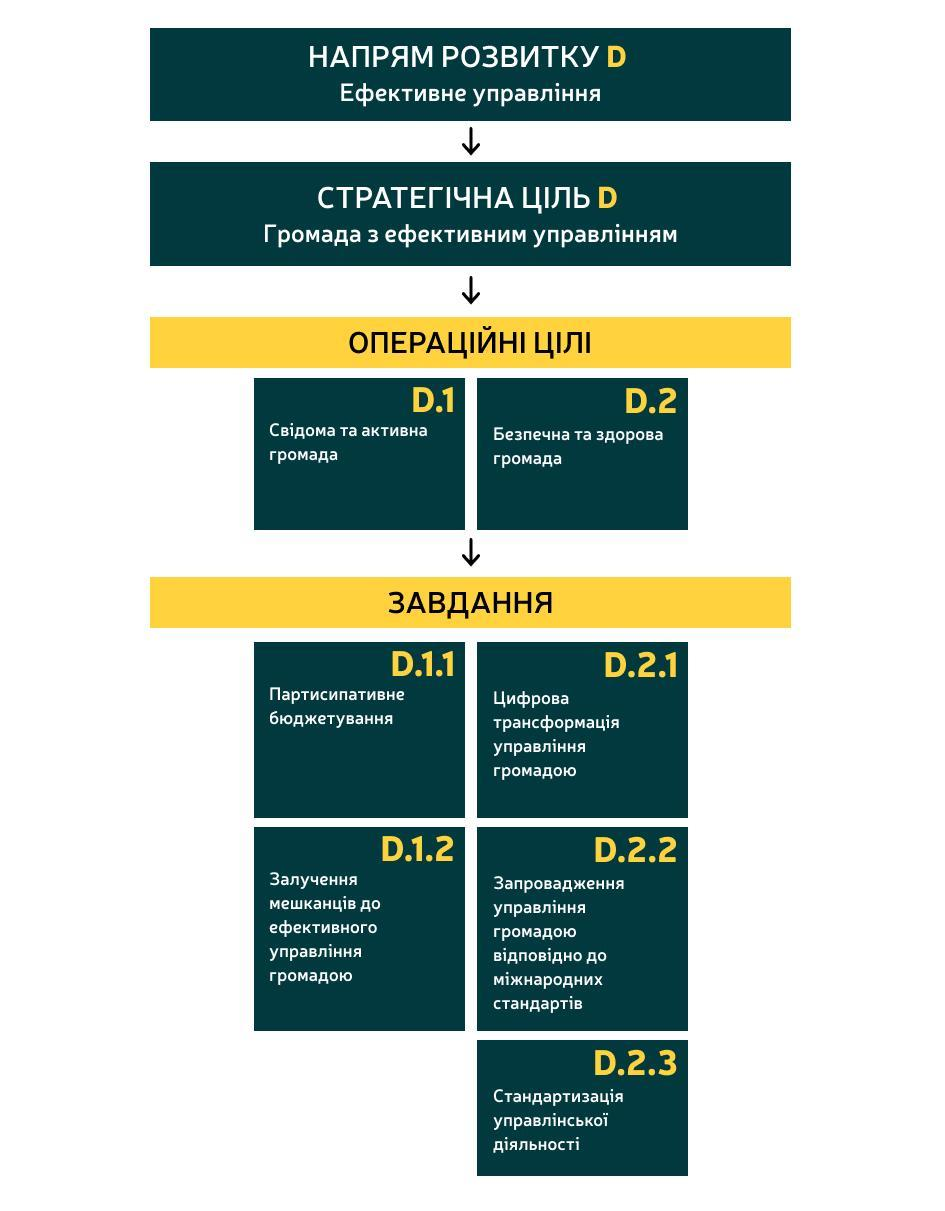 НАПРЯМ РОЗВИТКУ D
Ефективне управління
СТРАТЕГІЧНА ЦІЛЬ D
Громада з ефективним управлінням
ОПЕРАЦІЙНІ ЦІЛІ
D.1
Свідома та активна
громада
D.2
Безпечна та здорова
громада
ЗАВДАННЯ
D.1.1
Партисипативне
бюджетування
D.2.1
Цифрова
трансформація
управління
громадою
D.1.2
Залучення
мешканців до
ефективного
управління
громадою
D.2.2
Запровадження
управління
громадою
відповідно до
міжнародних
стандартів
D.2.3
Стандартизація
управлінської
діяльності